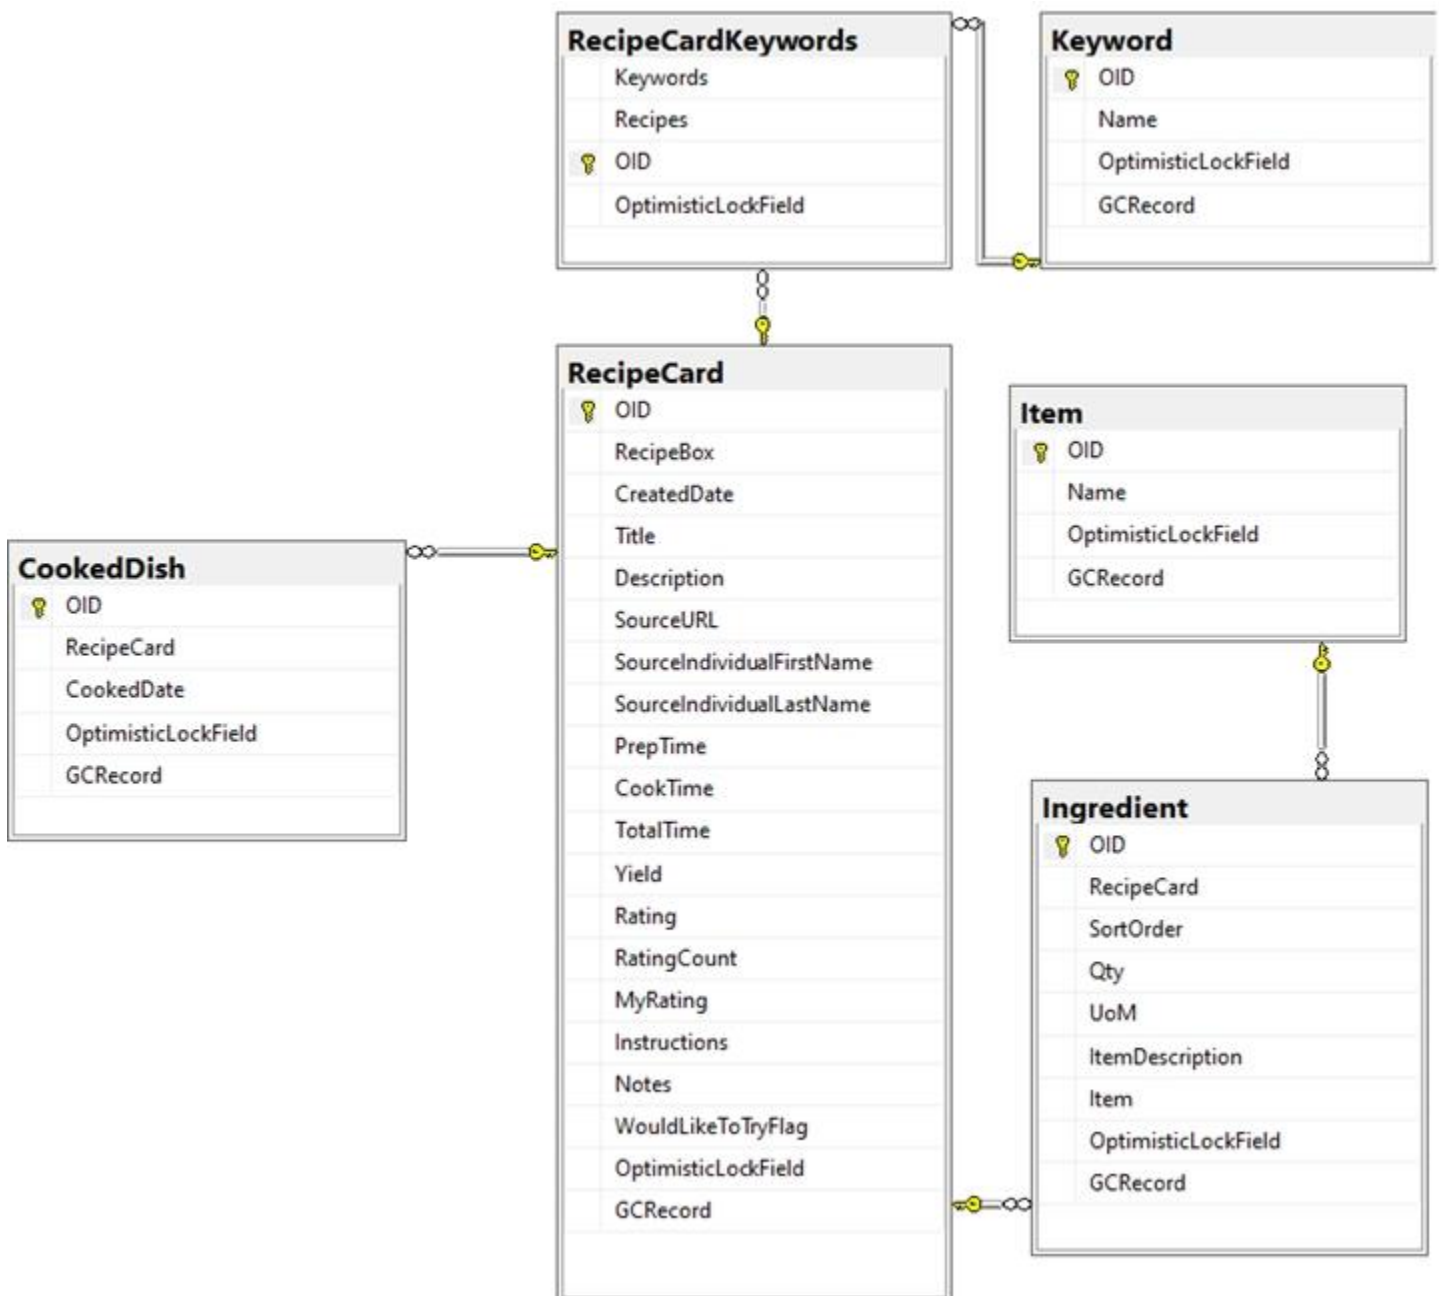 RecipeCardKeywords
Keywords
Recipes
OID
OptimisticLockField
Keyword
OID
Name
OptimisticLockField
GCRecord
RecipeCard
OID
RecipeBox
CreatedDate
Title
Description
SourceURL
SourceIndividualFirstName
SourceIndividualLastName
PrepTime
CookTime
TotalTime
Yield
Rating
RatingCount
MyRating
Instructions
Notes
WouldLikeToTryFlag
OptimisticLockField
GCRecord
Item
OID
Name
OptimisticLockField
GCRecord
CookedDish
OID
RecipeCard
CookedDate
OptimisticLockField
GCRecord
Ingredient
OID
RecipeCard
SortOrder
Qty
UoM
ItemDescription
Item
OptimisticLockField
GCRecord